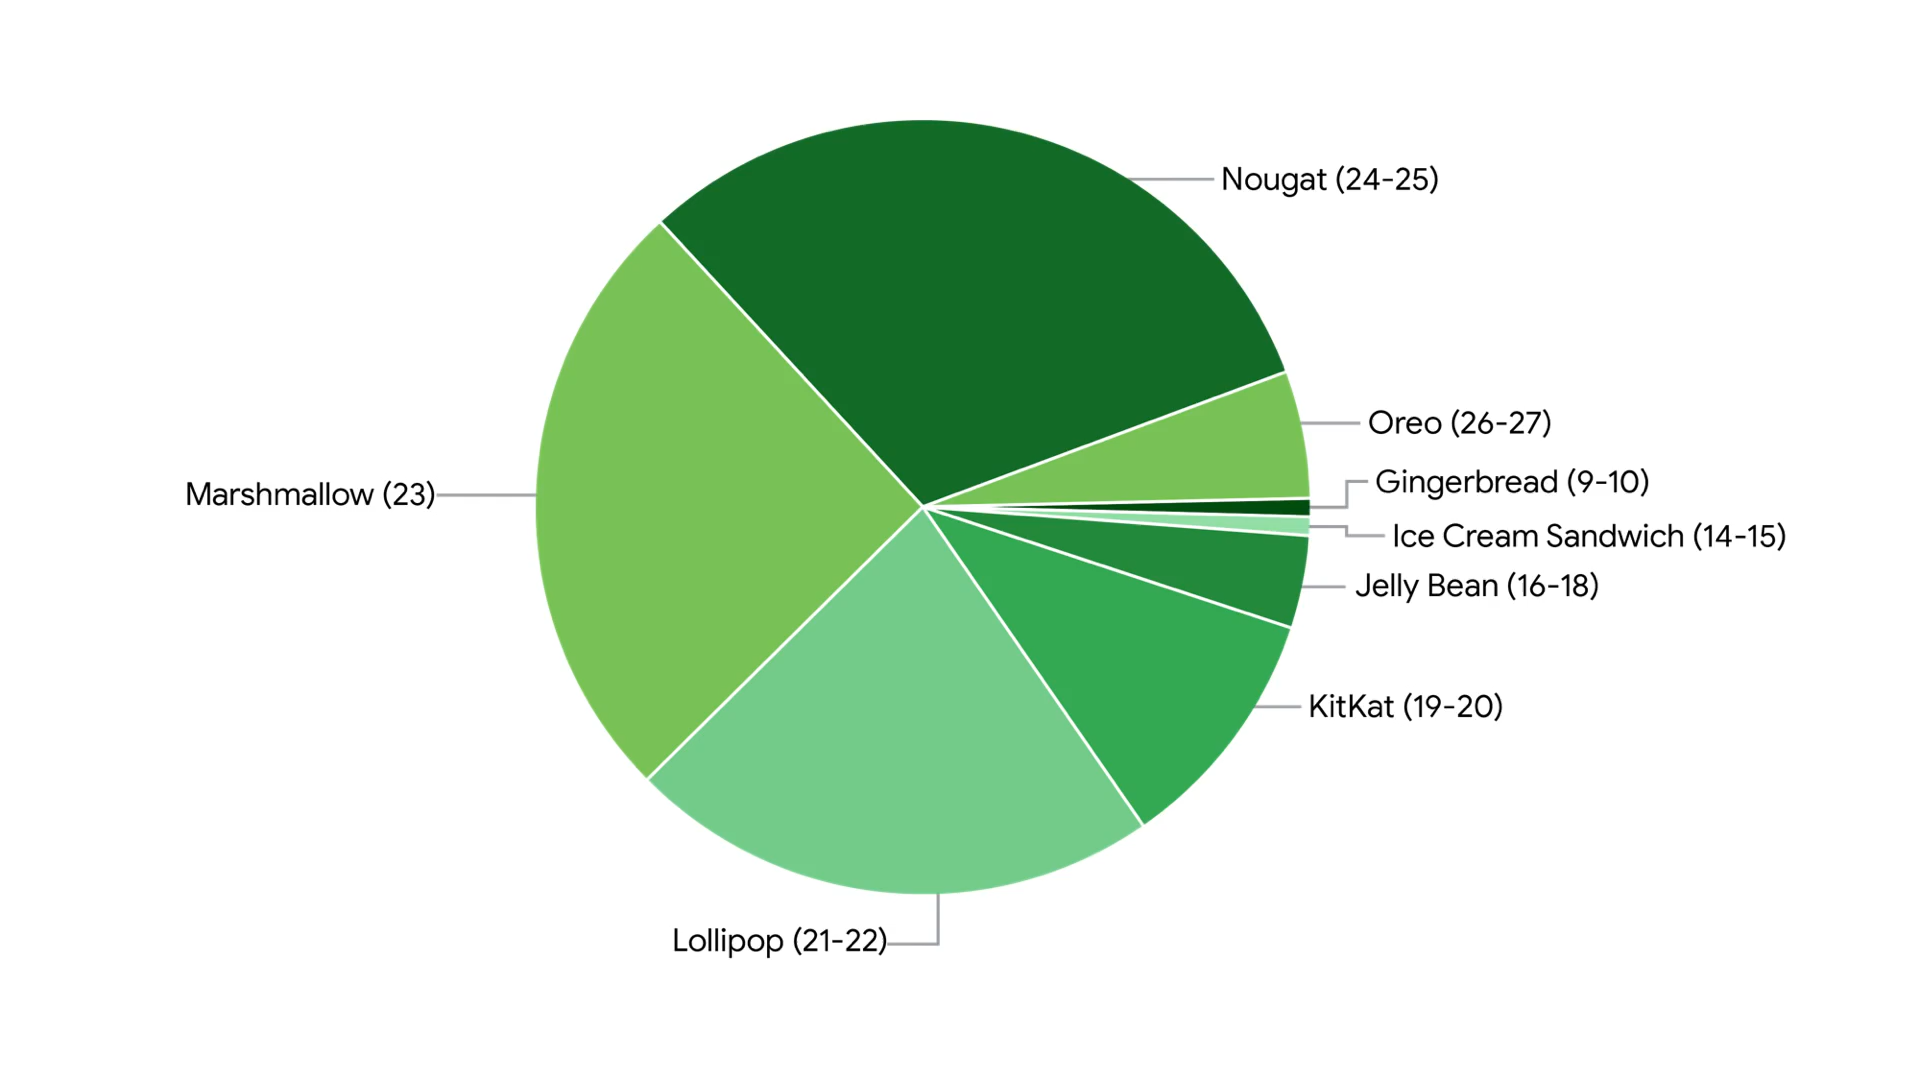 Nougat (24-25)
Oreo (26-27)
Gingerbread (9-10)
Marshmallow (23)
Ice Cream Sandwich (14-15)
Jelly Bean (16-18)
KitKat (19-20)
Lollipop (21-22)